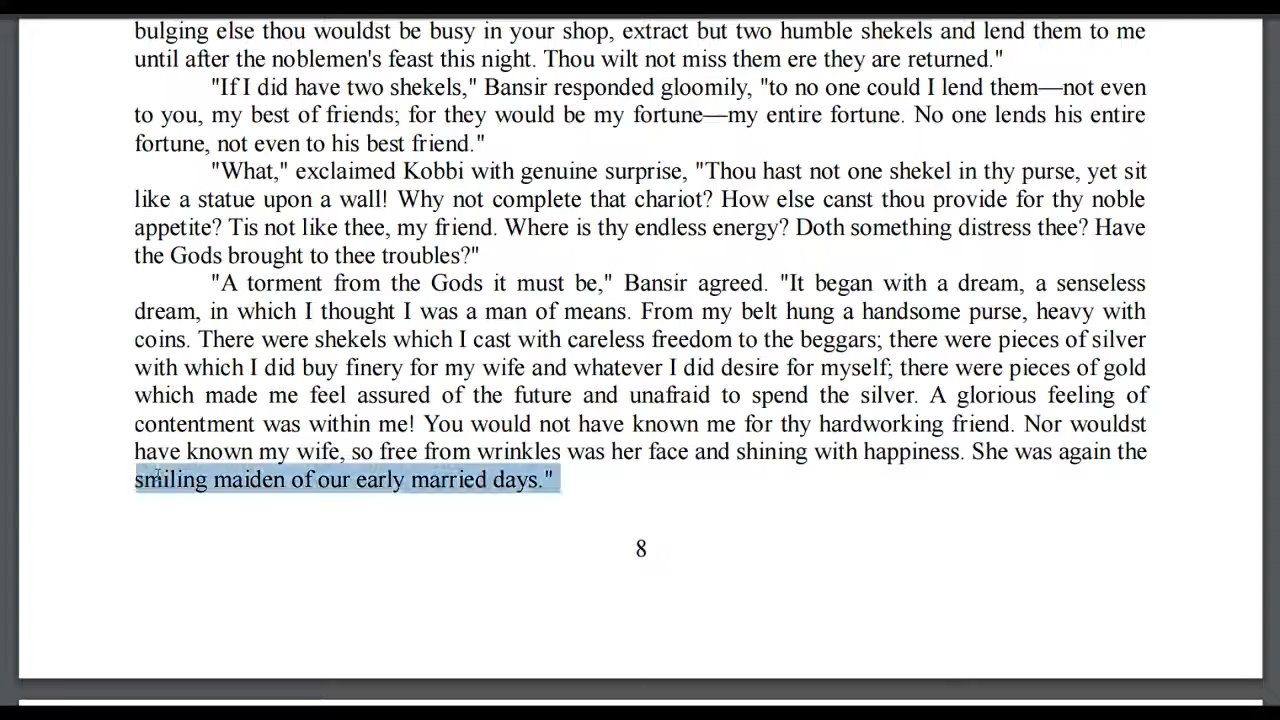 bulging else thou wouldst be busy in your shop, extract but two humble shekels and lend them to me
until after the noblemen's feast this night. Thou wilt not miss them ere they are returned."
"If I did have two shekels," Bansir responded gloomily, "to no one could I lend them—not even
to you, my best of friends; for they would be my fortune—my entire fortune. No one lends his entire
fortune, not even to his best friend."
"What," exclaimed Kobbi with genuine surprise, "Thou hast not one shekel in thy purse, yet sit
like a statue upon a wall! Why not complete that chariot? How else canst thou provide for thy noble
appetite? Tis not like thee, my friend. Where is thy endless energy? Doth something distress thee? Have
the Gods brought to thee troubles?"
"A torment from the Gods it must be," Bansir agreed. "It began with a dream, a senseless
dream, in which I thought I was a man of means. From my belt hung a handsome purse, heavy with
coins. There were shekels which I cast with careless freedom to the beggars; there were pieces of silver
with which I did buy finery for my wife and whatever I did desire for myself; there were pieces of gold
which made me feel assured of the future and unafraid to spend the silver. A glorious feeling of
contentment was within me! You would not have known me for thy hardworking friend. Nor wouldst
have known my wife, so free from wrinkles was her face and shining with happiness. She was again the
smiling maiden of our early married days."
8